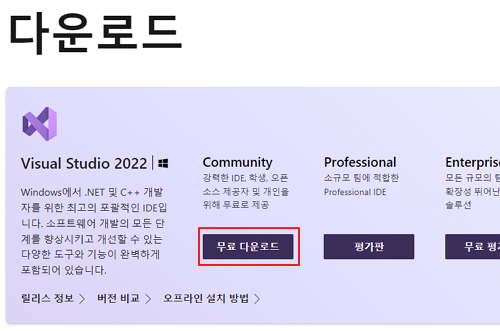 다운로드
Visual Studio 2022
Windows에서 .NET 및 C++ 개발
자를 위한 최고의 포괄적인 IDE입
니다. 소프트웨어 개발의 모든 단
계를 향상시키고 개선할 수 있는
다양한 도구와 기능이 완벽하게
포함되어 있습니다.
Community
강력한 IDE, 학생, 오픈
소스 제공자 및 개인을
위해 무료로 제공
무료 다운로드
Professional
소규모 팀에 적합한
Professional IDE
평가판
Enterprise
모든 규모의 팀
확장성 뛰어난
솔루션
무료 평가
릴리스 정보
버전 비교
오프라인 설치 방법